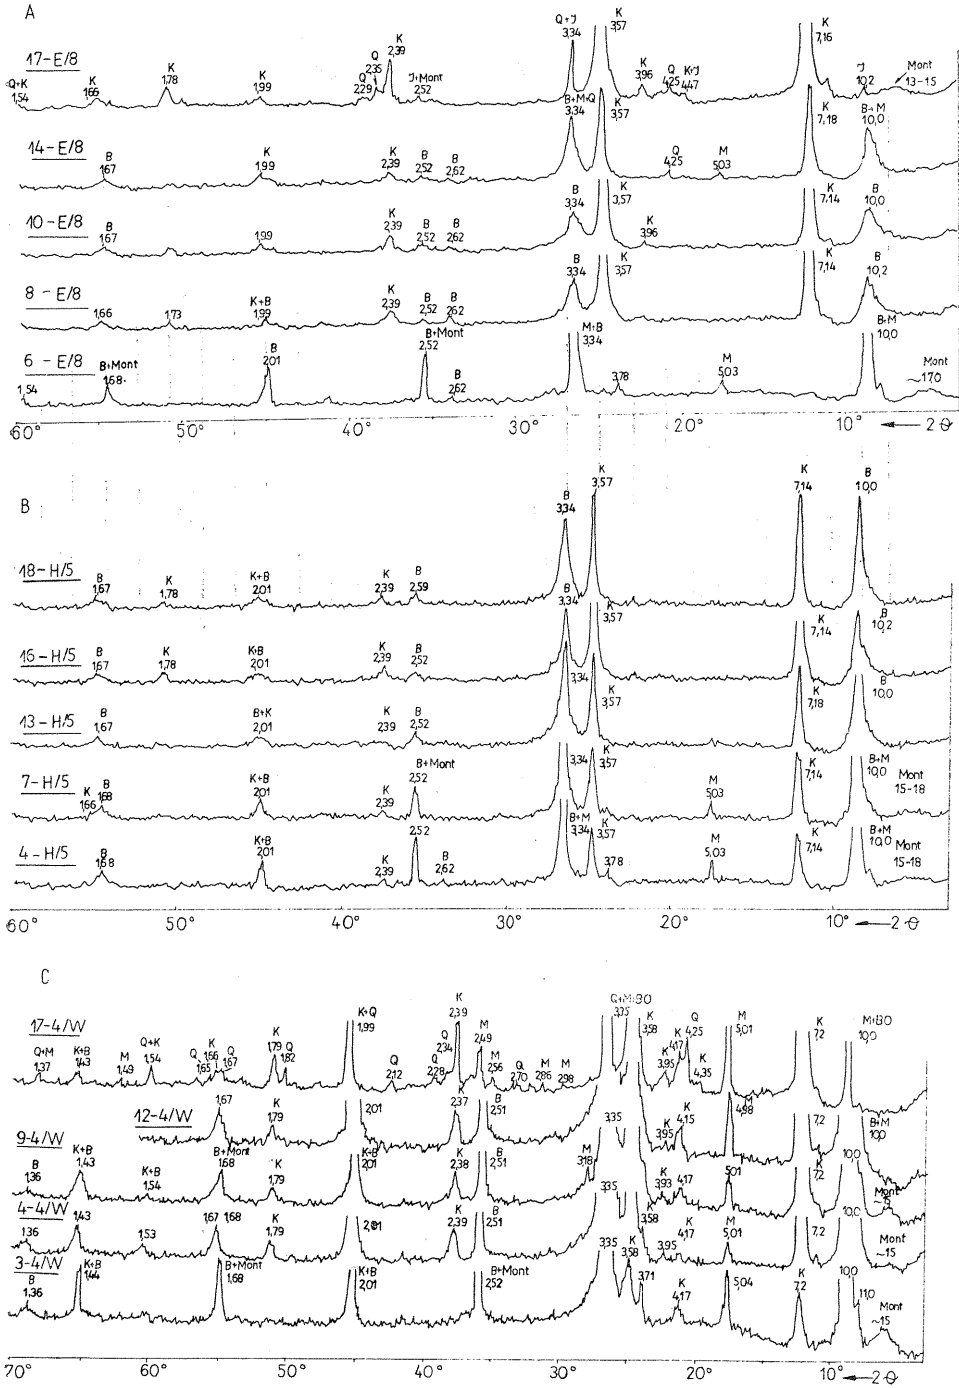 A
17-E/8
Q+K 1,54
K 1,66
K 1,78
K 1,99
Q 2,29
Q 2,35
K 2,39
J+Mont 2,52
Q+J 3,34
K 3,57
K 3,96
Q 4,25
K+J 4,47
K 7,16
J 10,2
Mont 13-15
14-E/8
B 1,67
K 1,99
K 2,39
B 2,52
B 2,62
B+M+Q 3,34
K 3,57
Q 4,25
M 5,03
K 7,18
B+M 10,0
10-E/8
B 1,67
1,99
K 2,39
B 2,52
B 2,62
B 3,34
K 3,57
K 3,96
K 7,14
B 10,0
8-E/8
1,66
1,73
K+B 1,99
K 2,39
B 2,52
B 2,62
B 3,34
K 3,57
K 7,14
B 10,2
6-E/8
1,54
B+Mont 1,68
B 2,01
B+Mont 2,52
B 2,62
M+B 3,34
3,78
M 5,03
B+M 10,0
Mont ~17,0
60° 50° 40° 30° 20° 10° 2θ
B
18-H/5
B 1,67
K 1,78
K+B 2,01
K 2,39
B 2,59
B 3,34
K 3,57
K 7,14
B 10,0
16-H/5
B 1,67
K 1,78
K+B 2,01
K 2,39
B 2,52
B 3,34
K 3,57
K 7,14
B 10,2
13-H/5
B 1,67
B+K 2,01
K 2,39
B 2,52
3,34
K 3,57
K 7,18
B 10,0
7-H/5
K 1,66
B 1,68
K+B 2,01
K 2,39
B+Mont 2,52
3,34
K 3,57
M 5,03
K 7,14
B+M 10,0
Mont 15-18
4-H/5
B 1,68
K+B 2,01
K 2,39
2,52
B 2,62
B+M 3,34
K 3,57
3,78
M 5,03
K 7,14
B+M 10,0
Mont 15-18
60° 50° 40° 30° 20° 10° 2θ
C
17-4/W
Q+M 1,37
K+B 1,43
M 1,49
Q+K 1,54
Q 1,65
K 1,66
Q 1,67
K 1,79
Q 1,82
K+Q 1,99
Q 2,12
Q 2,28
Q 2,34
K 2,39
M 2,49
M 2,56
Q 2,70
M 2,86
M 2,98
Q+M+BO 3,35
K 3,58
K 3,95
K 4,17
Q 4,25
K 4,35
M 5,01
K 7,2
M+BO 10,0
12-4/W
1,67
K 1,79
2,01
K 2,37
B 2,51
3,35
K 3,95
K 4,15
M 4,98
7,2
B+M 10,0
9-4/W
B 1,36
K+B 1,43
K+B 1,54
B+Mont 1,68
K 1,79
K+B 2,01
K 2,38
B 2,51
M 3,18
3,35
K 3,93
4,17
5,01
K 7,2
10,0
Mont
4-4/W
1,36
1,43
1,53
1,67 1,68
K 1,79
2,01
K 2,39
B 2,51
3,35
K 3,58
3,95
K 4,17
M 5,01
7,2
10,0
Mont ~15
3-4/W
B 1,36
K+B 1,44
B+Mont 1,68
K+B 2,01
B+Mont 2,52
3,35
K 3,58
3,71
K 4,17
5,04
K 7,2
10,0
11,0
Mont ~15
70° 60° 50° 40° 30° 20° 10° 2θ